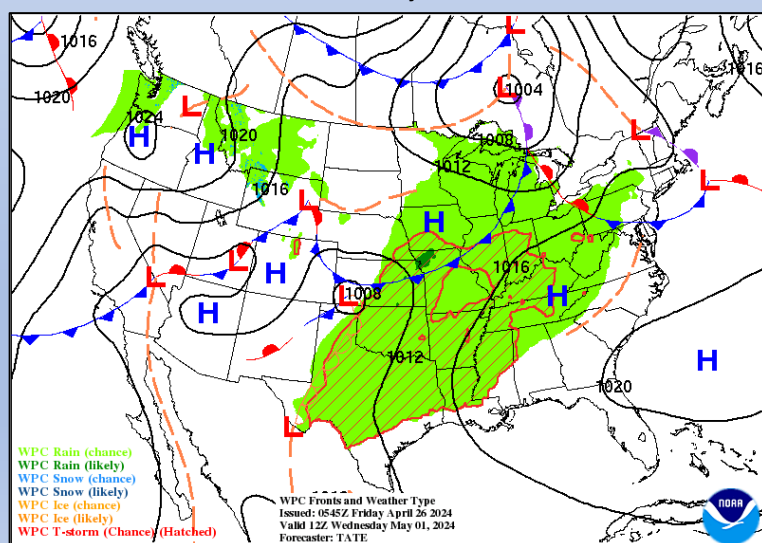 1016
1020
1024
L
H
1020
H
1016
L
L
L
1004
1008
1012
L
L
L
1016
H
L
L
H
H
L
1008
1016
H
1012
H
1020
L
WPC Rain (chance)
WPC Rain (likely)
WPC Snow (chance)
WPC Snow (likely)
WPC Ice (chance)
WPC Ice (likely)
WPC T-storm (Chance) (Hatched)
WPC Fronts and Weather Type
Issued: 0545Z Friday April 26 2024
Valid 12Z Wednesday May 01, 2024
Forecaster: TATE
NOAA